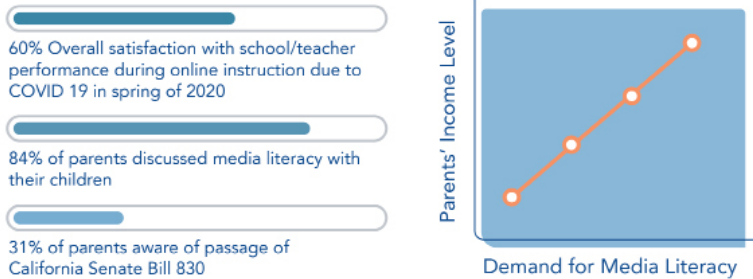 60% Overall satisfaction with school/teacher
performance during online instruction due to
COVID 19 in spring of 2020
84% of parents discussed media literacy with
their children
31% of parents aware of passage of
California Senate Bill 830
Parents' Income Level
Demand for Media Literacy